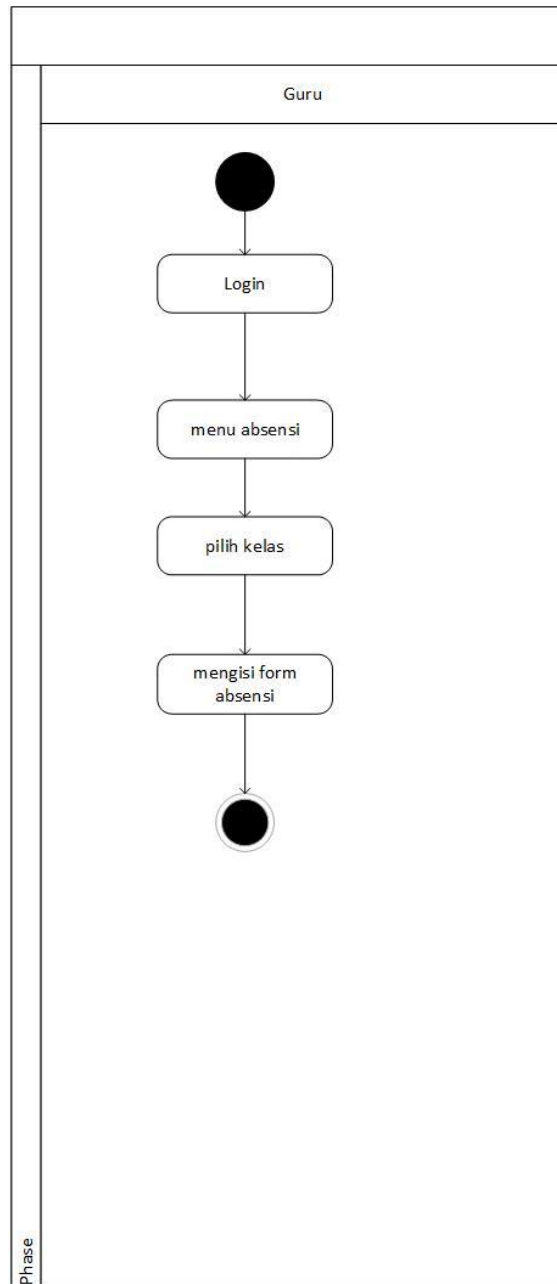 Guru
Login
menu absensi
pilih kelas
mengisi form
absensi
Phase